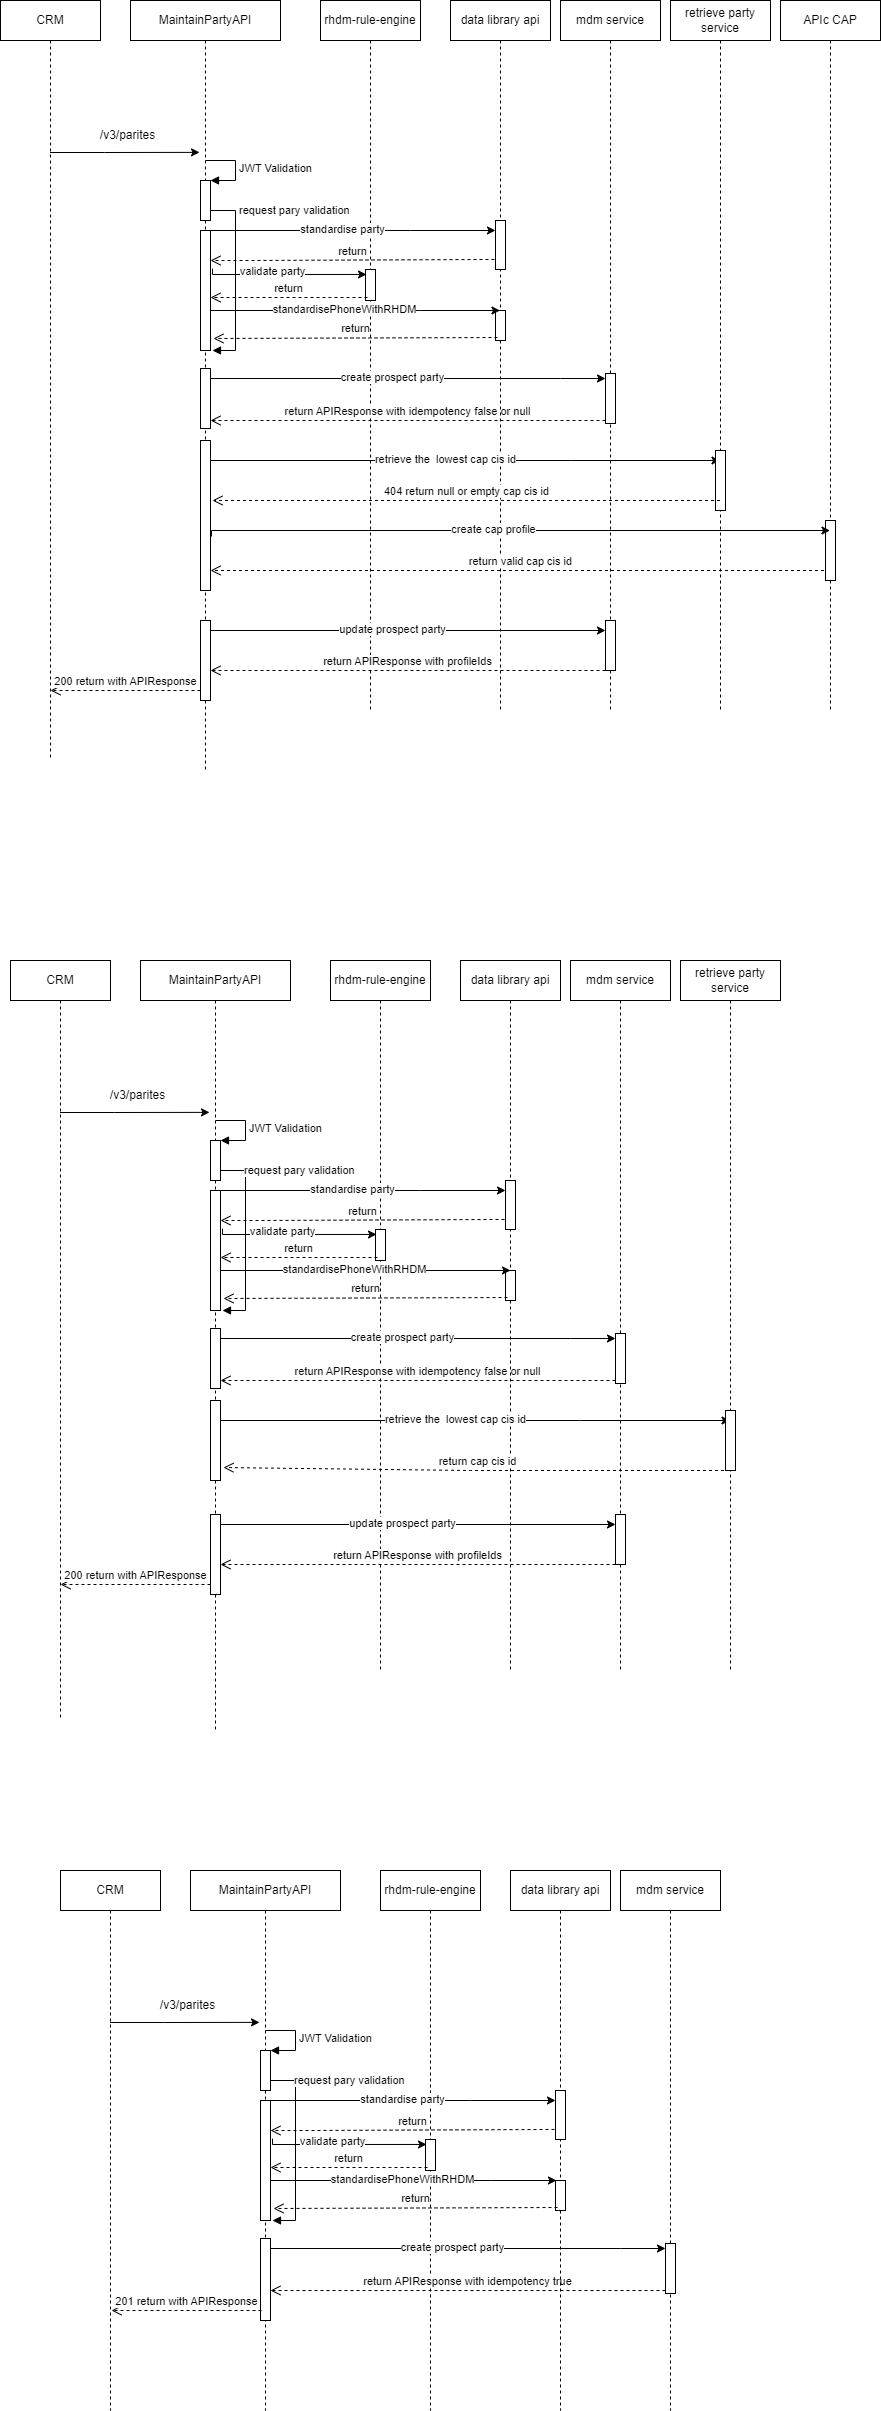 CRM
MaintainPartyAPI
rhdm-rule-engine
data library api
mdm service
retrieve party
service
APIc CAP
/v3/parites
JWT Validation
request pary validation
standardise party
return
validate party
return
standardisePhoneWithRHDM
return
create prospect party
return APIResponse with idempotency false or null
retrieve the  lowest cap cis id
404 return null or empty cap cis id
create cap profile
return valid cap cis id
update prospect party
return APIResponse with profileIds
200 return with APIResponse
CRM
MaintainPartyAPI
rhdm-rule-engine
data library api
mdm service
retrieve party
service
/v3/parites
JWT Validation
request pary validation
standardise party
return
validate party
return
standardisePhoneWithRHDM
return
create prospect party
return APIResponse with idempotency false or null
retrieve the  lowest cap cis id
return cap cis id
update prospect party
return APIResponse with profileIds
200 return with APIResponse
CRM
MaintainPartyAPI
rhdm-rule-engine
data library api
mdm service
/v3/parites
JWT Validation
request pary validation
standardise party
return
validate party
return
standardisePhoneWithRHDM
return
create prospect party
return APIResponse with idempotency true
201 return with APIResponse